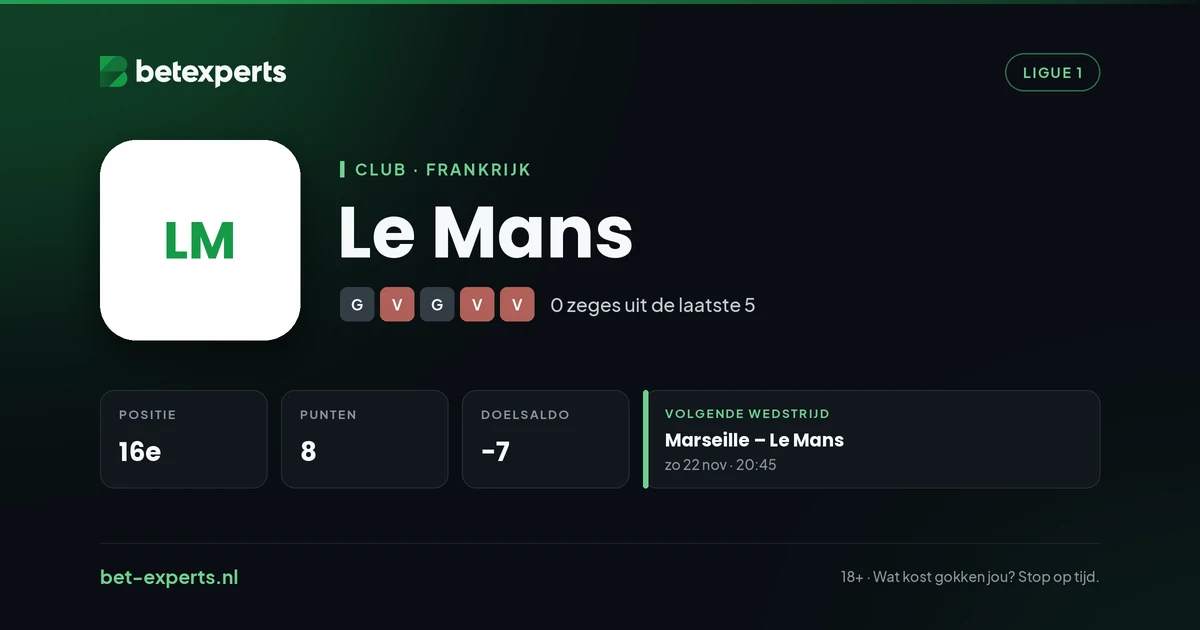 betexperts
LIGUE 1
LM
CLUB · FRANKRIJK
Le Mans
G V G V V 0 zeges uit de laatste 5
POSITIE
16e
PUNTEN
8
DOELSALDO
-7
VOLGENDE WEDSTRIJD
Marseille – Le Mans
zo 22 nov · 20:45
bet-experts.nl
18+ · Wat kost gokken jou? Stop op tijd.